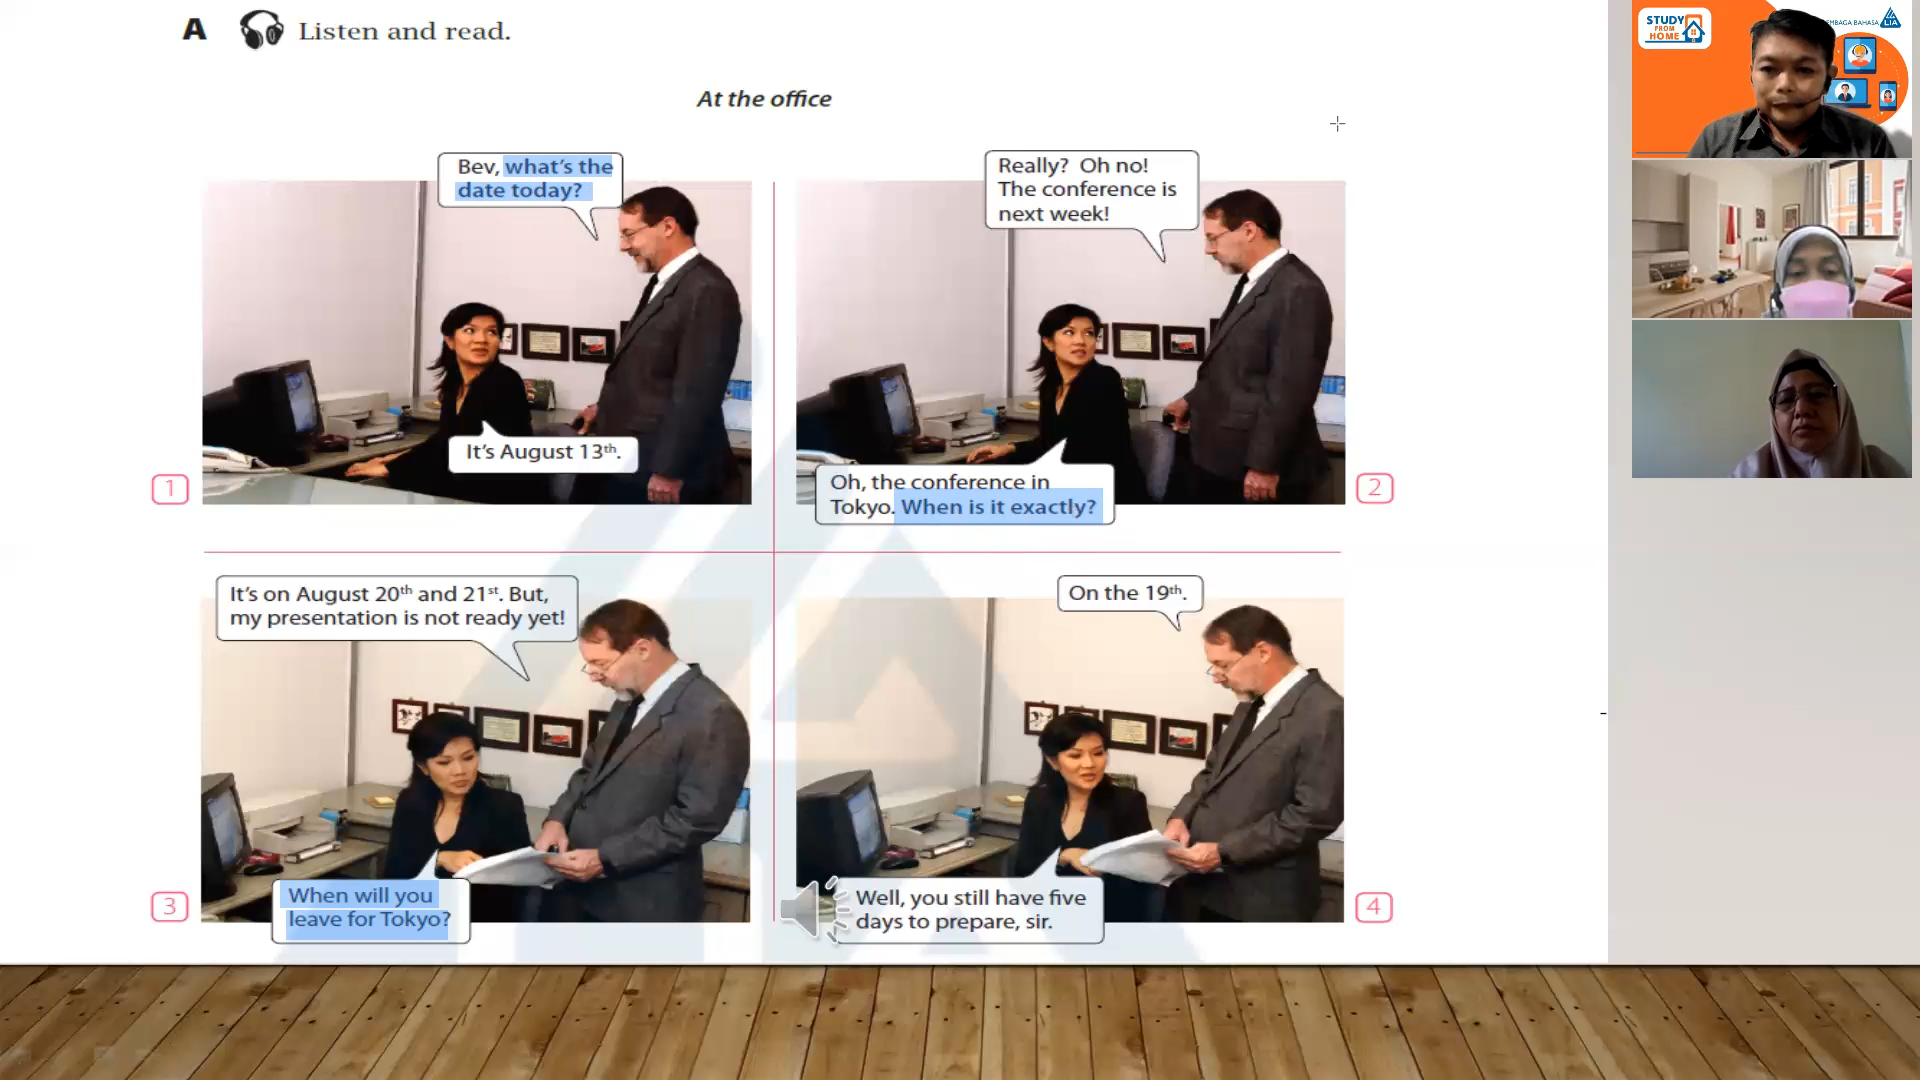 A Listen and read.
At the office
Bev, what's the
date today?
It's August 13th.
1
Really? Oh no!
The conference is
next week!
Oh, the conference in
Tokyo. When is it exactly?
2
It's on August 20th and 21st. But,
my presentation is not ready yet!
When will you
leave for Tokyo?
3
On the 19th.
Well, you still have five
days to prepare, sir.
4
STUDY
FROM
HOME
EMBAGA BAHASA
LIA